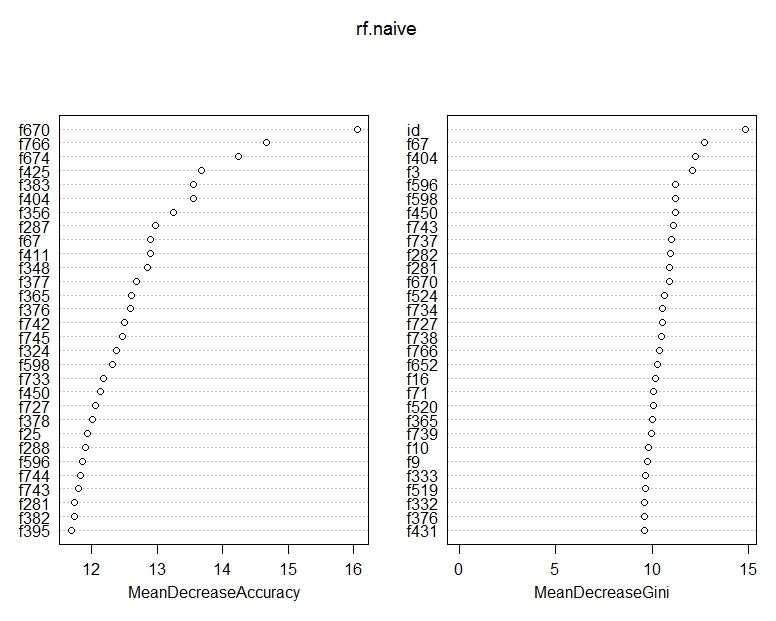 rf.naive
f670
f766
f674
f425
f383
f404
f356
f287
f67
f411
f348
f377
f365
f376
f742
f745
f324
f598
f733
f450
f727
f378
f25
f288
f596
f744
f743
f281
f382
f395
12 13 14 15 16
MeanDecreaseAccuracy
id
f67
f404
f3
f596
f598
f450
f743
f737
f282
f281
f670
f524
f734
f727
f738
f766
f652
f16
f71
f520
f365
f739
f10
f9
f333
f519
f332
f376
f431
0 5 10 15
MeanDecreaseGini